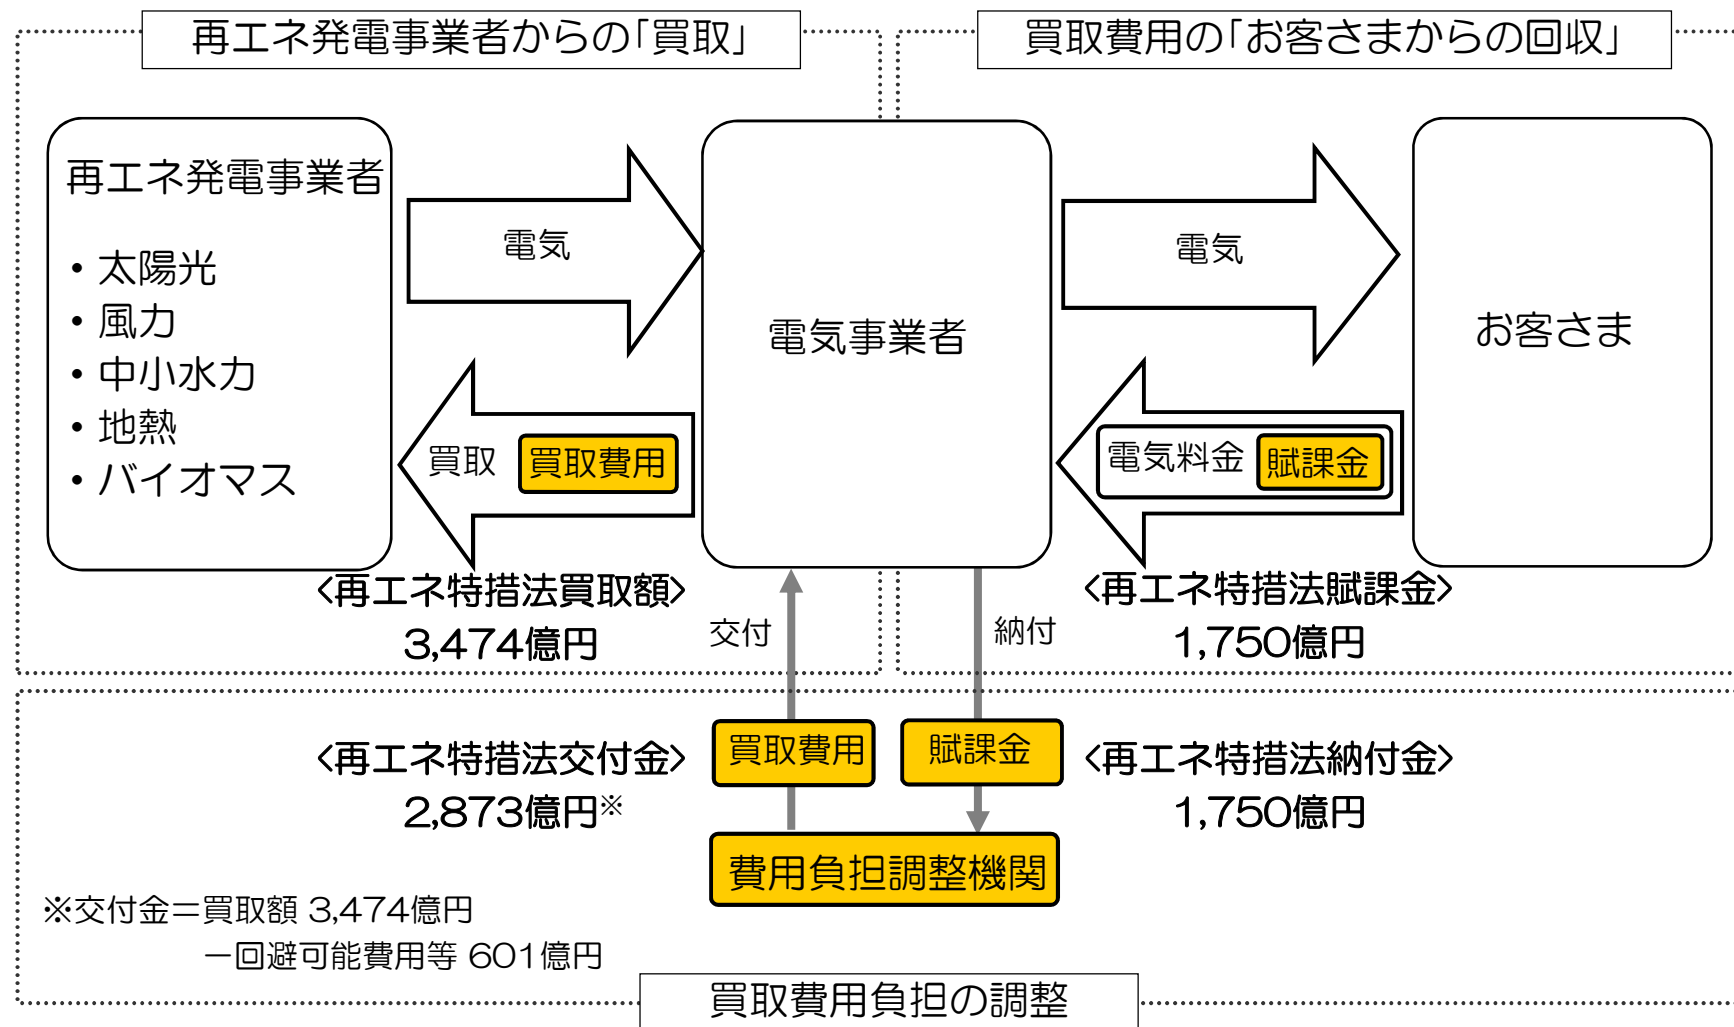 再エネ発電事業者からの「買取」
買取費用の「お客さまからの回収」
再エネ発電事業者
・太陽光
・風力
・中小水力
・地熱
・バイオマス
電気
買取 買取費用
電気事業者
電気
電気料金 賦課金
お客さま
<再エネ特措法買取額>
3,474億円
交付
納付
<再エネ特措法賦課金>
1,750億円
<再エネ特措法交付金>
2,873億円※
買取費用
賦課金
<再エネ特措法納付金>
1,750億円
費用負担調整機関
※交付金＝買取額 3,474億円
－回避可能費用等 601億円
買取費用負担の調整